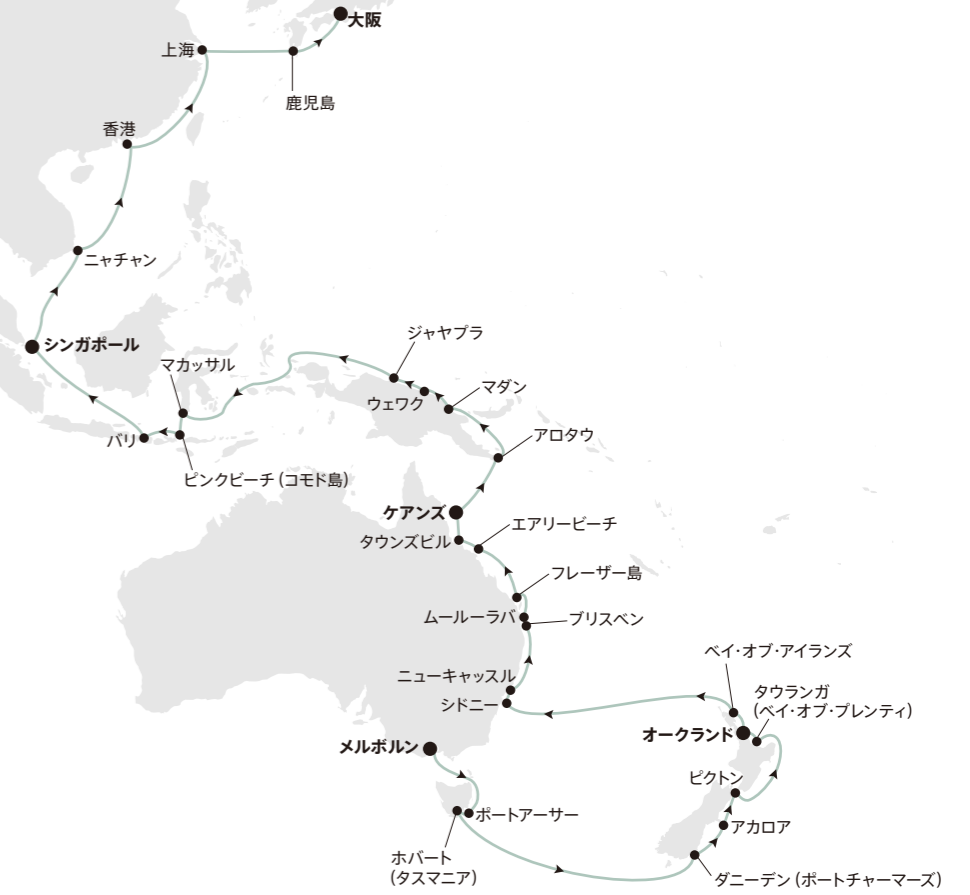 大阪
上海
鹿児島
香港
ニャチャン
シンガポール
ジャヤプラ
マカッサル
マダン
ウェワク
アロタウ
バリ
ピンクビーチ（コモド島）
ケアンズ
エアリービーチ
タウンズビル
フレーザー島
ムールーラバ
ブリスベン
ベイ・オブ・アイランズ
ニューキャッスル
タウランガ
（ベイ・オブ・プレンティ）
シドニー
オークランド
メルボルン
ピクトン
ポートアーサー
アカロア
ホバート
（タスマニア）
ダニーデン（ポートチャーマーズ）